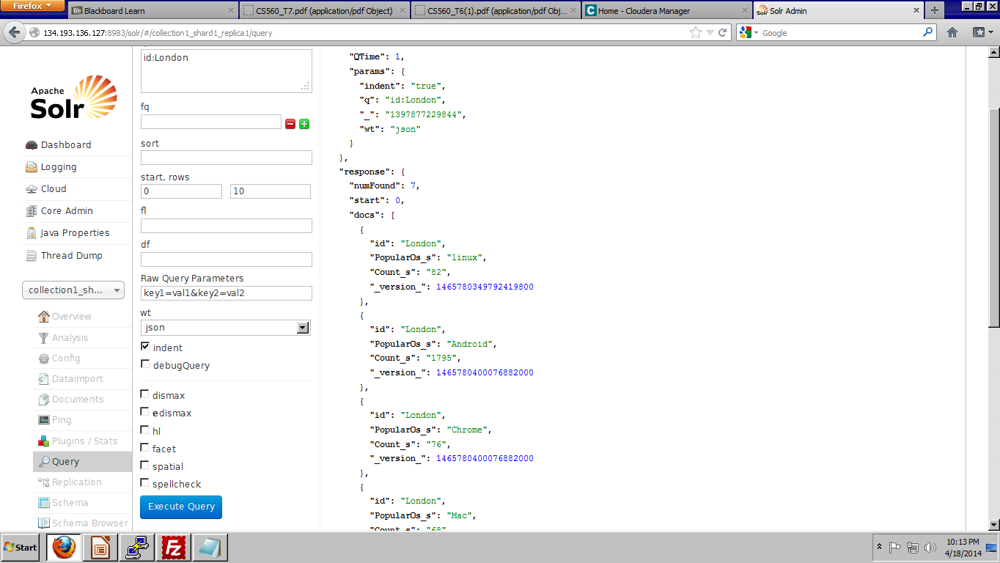 Firefox
Blackboard Learn
CS560_T7.pdf (application/pdf Object)
CS560_T6(1).pdf (application/pdf Obj...
Home - Cloudera Manager
Solr Admin
134.193.136.127:8983/solr/#/collection1_shard1_replica1/query
Google
Apache
Solr
Dashboard
Logging
Cloud
Core Admin
Java Properties
Thread Dump
collection1_sh...
Overview
Analysis
Config
Dataimport
Documents
Ping
Plugins / Stats
Query
Replication
Schema
Schema Browser
id:London
fq
sort
start, rows
0 10
fl
df
Raw Query Parameters
key1=val1&key2=val2
wt
json
indent
debugQuery
dismax
edismax
hl
facet
spatial
spellcheck
Execute Query
"QTime": 1,
"params": {
"indent": "true",
"q": "id:London",
"_": "1397877229844",
"wt": "json"
}
},
"response": {
"numFound": 7,
"start": 0,
"docs": [
{
"id": "London",
"PopularOs_s": "linux",
"Count_s": "82",
"_version_": 1465780349792419800
},
{
"id": "London",
"PopularOs_s": "Android",
"Count_s": "1795",
"_version_": 1465780400076882000
},
{
"id": "London",
"PopularOs_s": "Chrome",
"Count_s": "76",
"_version_": 1465780400076882000
},
{
"id": "London",
"PopularOs_s": "Mac",
"Count_s": "68"
Start
10:13 PM
4/18/2014